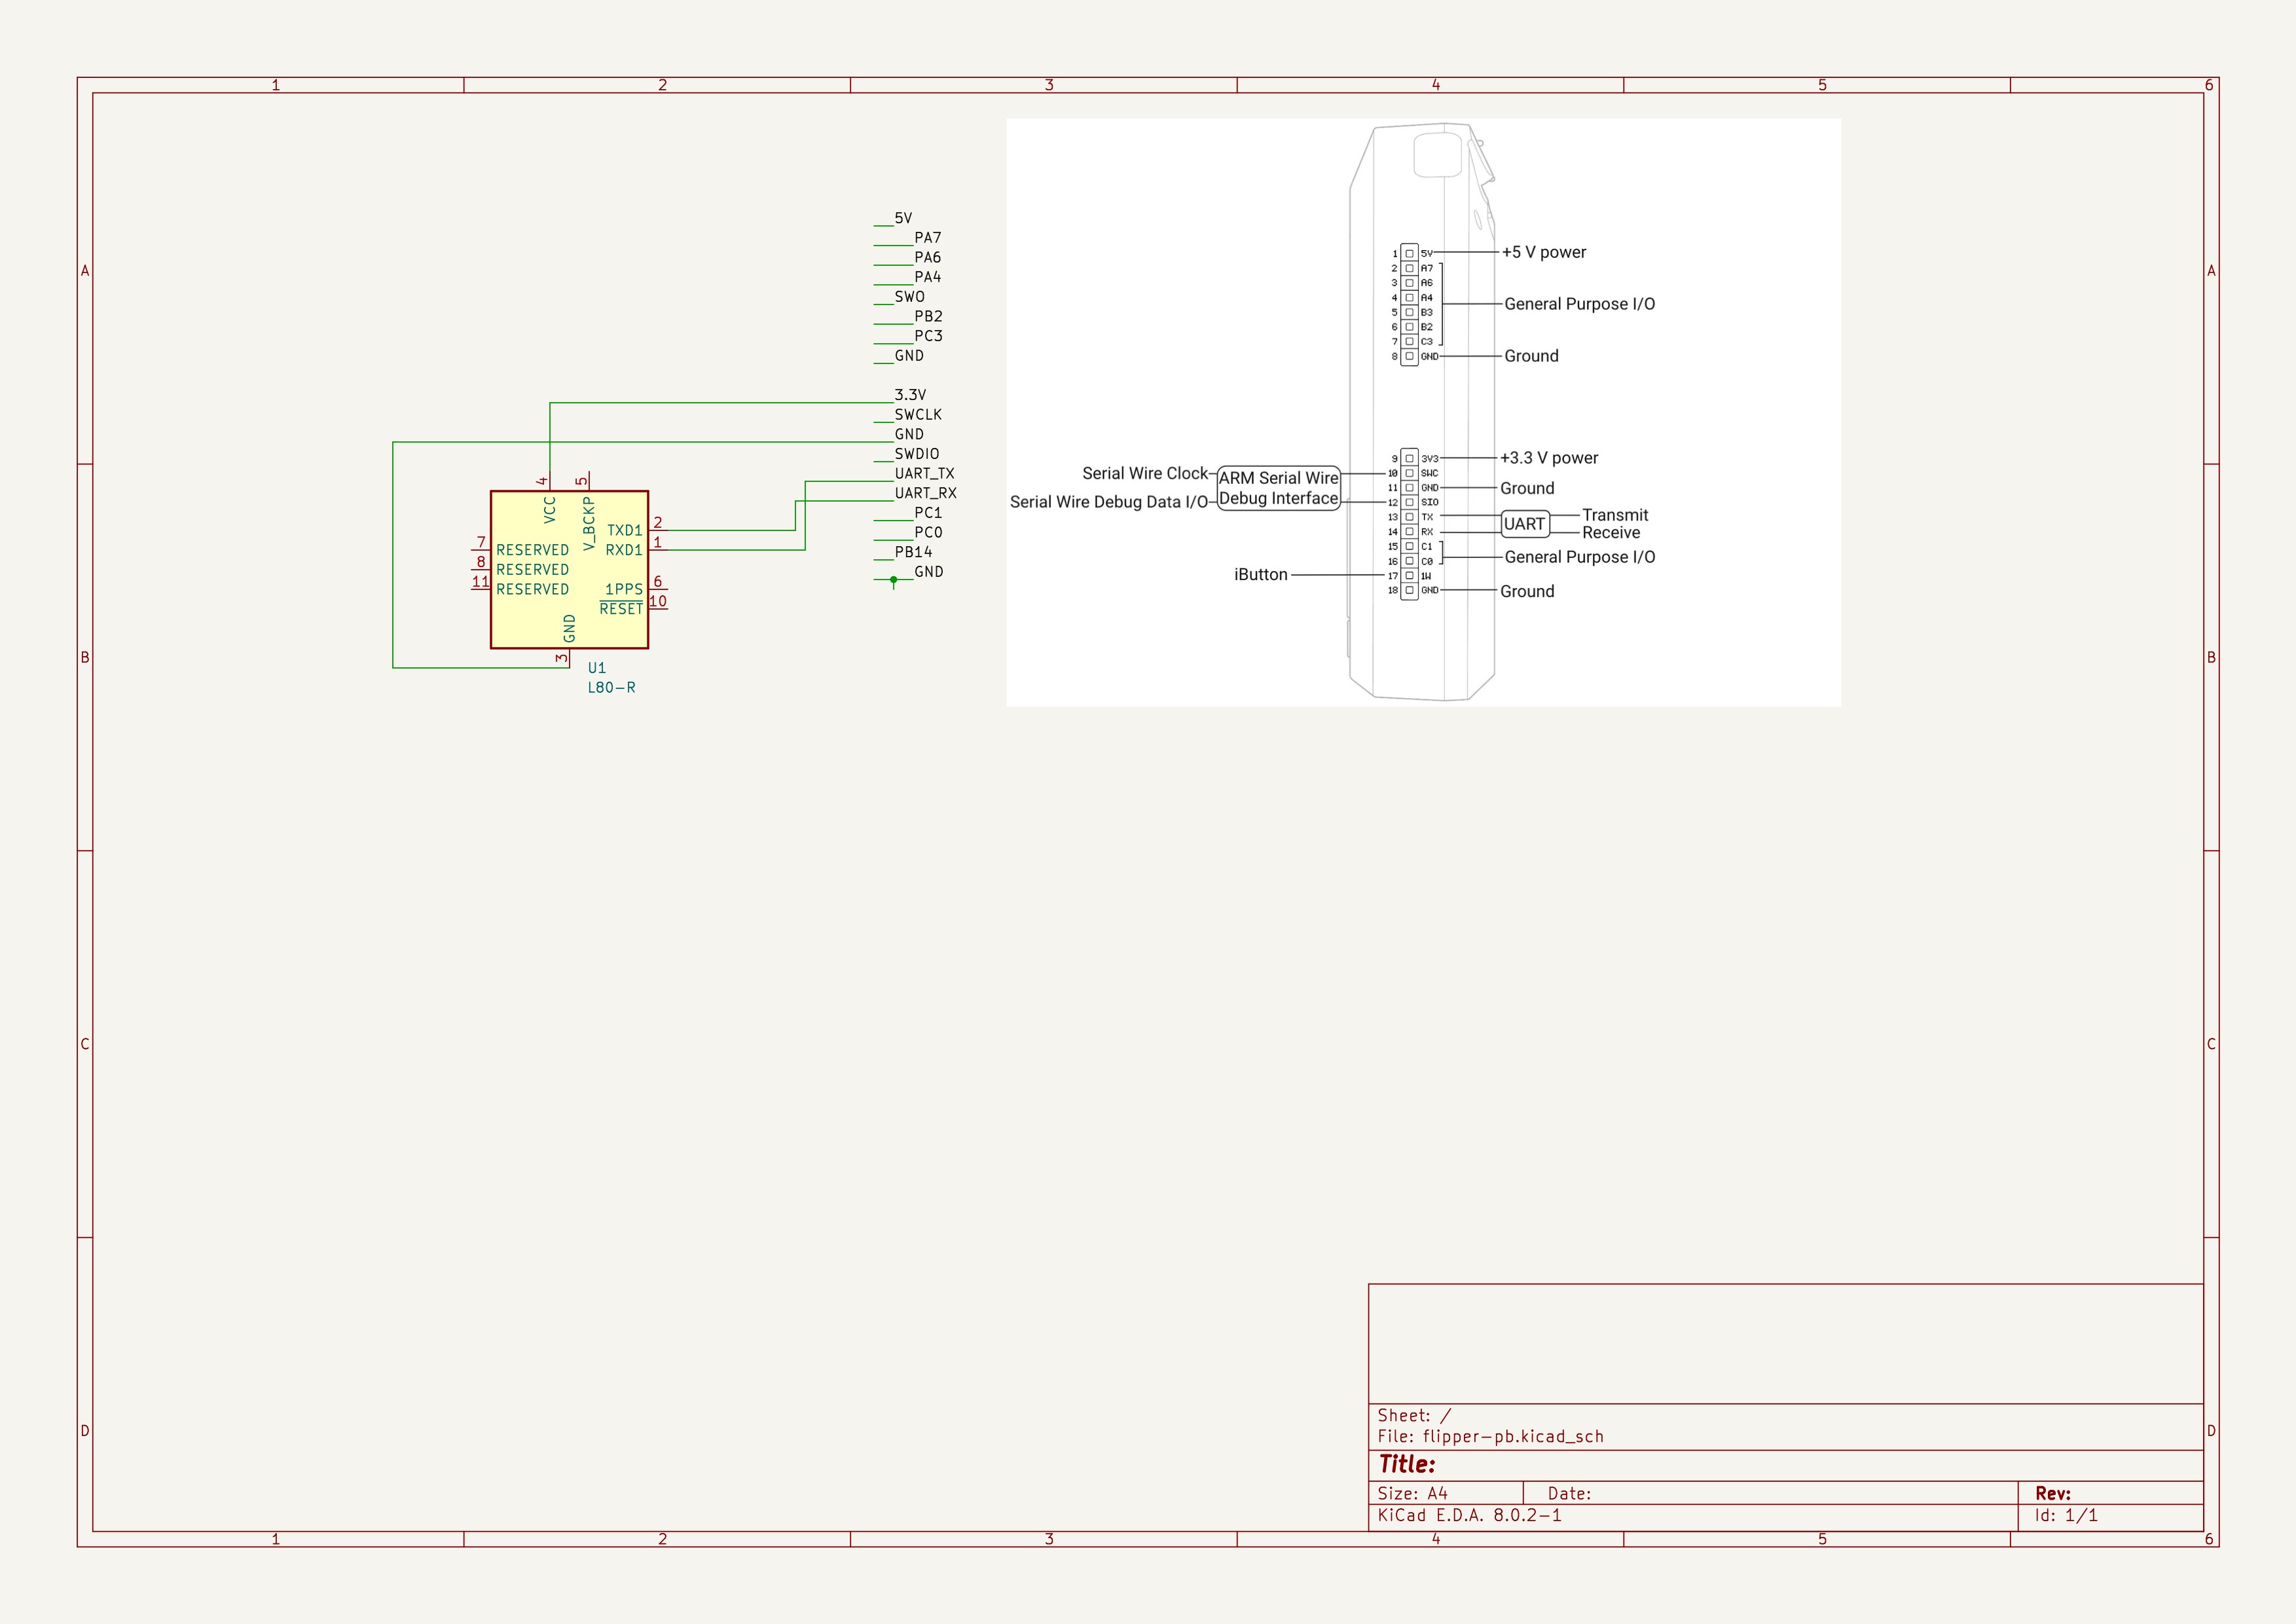 1 2 3 4 5 6
A A
5V
PA7
PA6
PA4
SWO
PB2
PC3
GND
3.3V
SWCLK
GND
SWDIO
UART_TX
UART_RX
PC1
PC0
PB14
GND
4 5
VCC
V_BCKP
TXD1 2
RXD1 1
7 RESERVED
8 RESERVED
11 RESERVED
1PPS 6
RESET 10
GND
3
U1
L80-R
1 5V +5 V power
2 A7
3 A6
4 A4 General Purpose I/O
5 B3
6 B2
7 C3
8 GND Ground
9 3V3 +3.3 V power
Serial Wire Clock ARM Serial Wire 10 SWC
11 GND Ground
Serial Wire Debug Data I/O Debug Interface 12 SIO
13 TX UART Transmit
14 RX Receive
15 C1
16 C0 General Purpose I/O
iButton 17 1W
18 GND Ground
B B
C C
D D
Sheet: /
File: flipper-pb.kicad_sch
Title:
Size: A4 Date: Rev:
KiCad E.D.A. 8.0.2-1 Id: 1/1
1 2 3 4 5 6